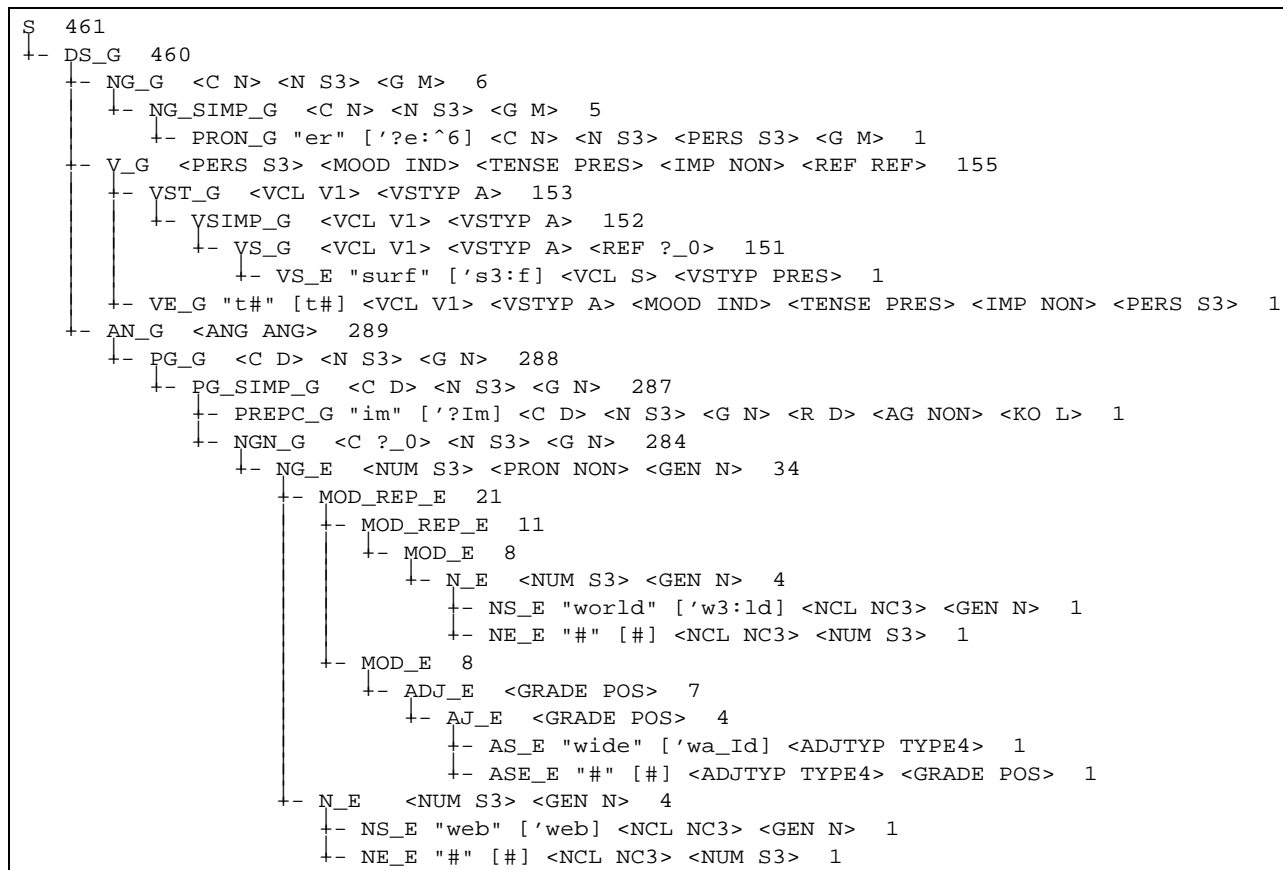 S 461
+- DS_G 460
+- NG_G <C N> <N S3> <G M> 6
+- NG_SIMP_G <C N> <N S3> <G M> 5
+- PRON_G "er" ['?e:^6] <C N> <N S3> <PERS S3> <G M> 1
+- V_G <PERS S3> <MOOD IND> <TENSE PRES> <IMP NON> <REF REF> 155
+- VST_G <VCL V1> <VSTYP A> 153
+- VSIMP_G <VCL V1> <VSTYP A> 152
+- VS_G <VCL V1> <VSTYP A> <REF ?_0> 151
+- VS_E "surf" ['s3:f] <VCL S> <VSTYP PRES> 1
+- VE_G "t#" [t#] <VCL V1> <VSTYP A> <MOOD IND> <TENSE PRES> <IMP NON> <PERS S3> 1
+- AN_G <ANG ANG> 289
+- PG_G <C D> <N S3> <G N> 288
+- PG_SIMP_G <C D> <N S3> <G N> 287
+- PREPC_G "im" ['?Im] <C D> <N S3> <G N> <R D> <AG NON> <KO L> 1
+- NGN_G <C ?_0> <N S3> <G N> 284
+- NG_E <NUM S3> <PRON NON> <GEN N> 34
+- MOD_REP_E 21
+- MOD_REP_E 11
+- MOD_E 8
+- N_E <NUM S3> <GEN N> 4
+- NS_E "world" ['w3:ld] <NCL NC3> <GEN N> 1
+- NE_E "#" [#] <NCL NC3> <NUM S3> 1
+- MOD_E 8
+- ADJ_E <GRADE POS> 7
+- AJ_E <GRADE POS> 4
+- AS_E "wide" ['wa_Id] <ADJTYP TYPE4> 1
+- ASE_E "#" [#] <ADJTYP TYPE4> <GRADE POS> 1
+- N_E <NUM S3> <GEN N> 4
+- NS_E "web" ['web] <NCL NC3> <GEN N> 1
+- NE_E "#" [#] <NCL NC3> <NUM S3> 1